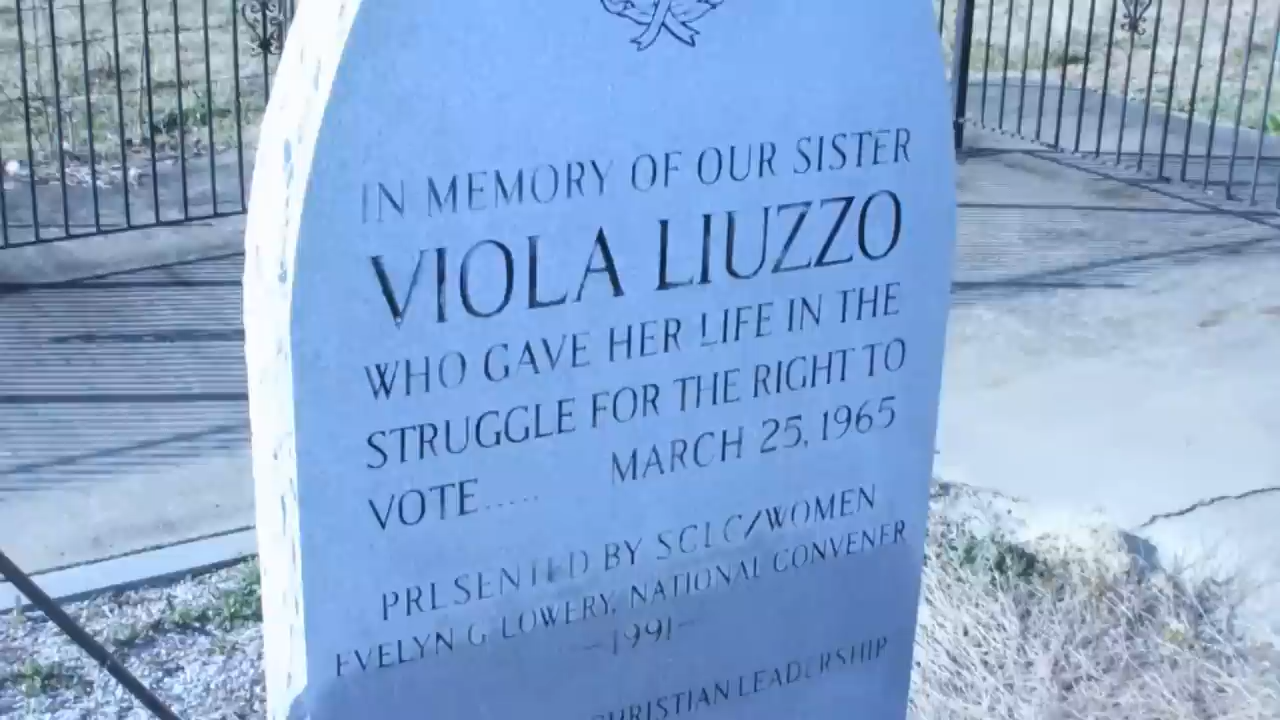 IN MEMORY OF OUR SISTER
VIOLA LIUZZO
WHO GAVE HER LIFE IN THE
STRUGGLE FOR THE RIGHT TO
VOTE..... MARCH 25, 1965
PRESENTED BY SCLC/WOMEN
EVELYN G. LOWERY, NATIONAL CONVENER
—1991—
CHRISTIAN LEADERSHIP